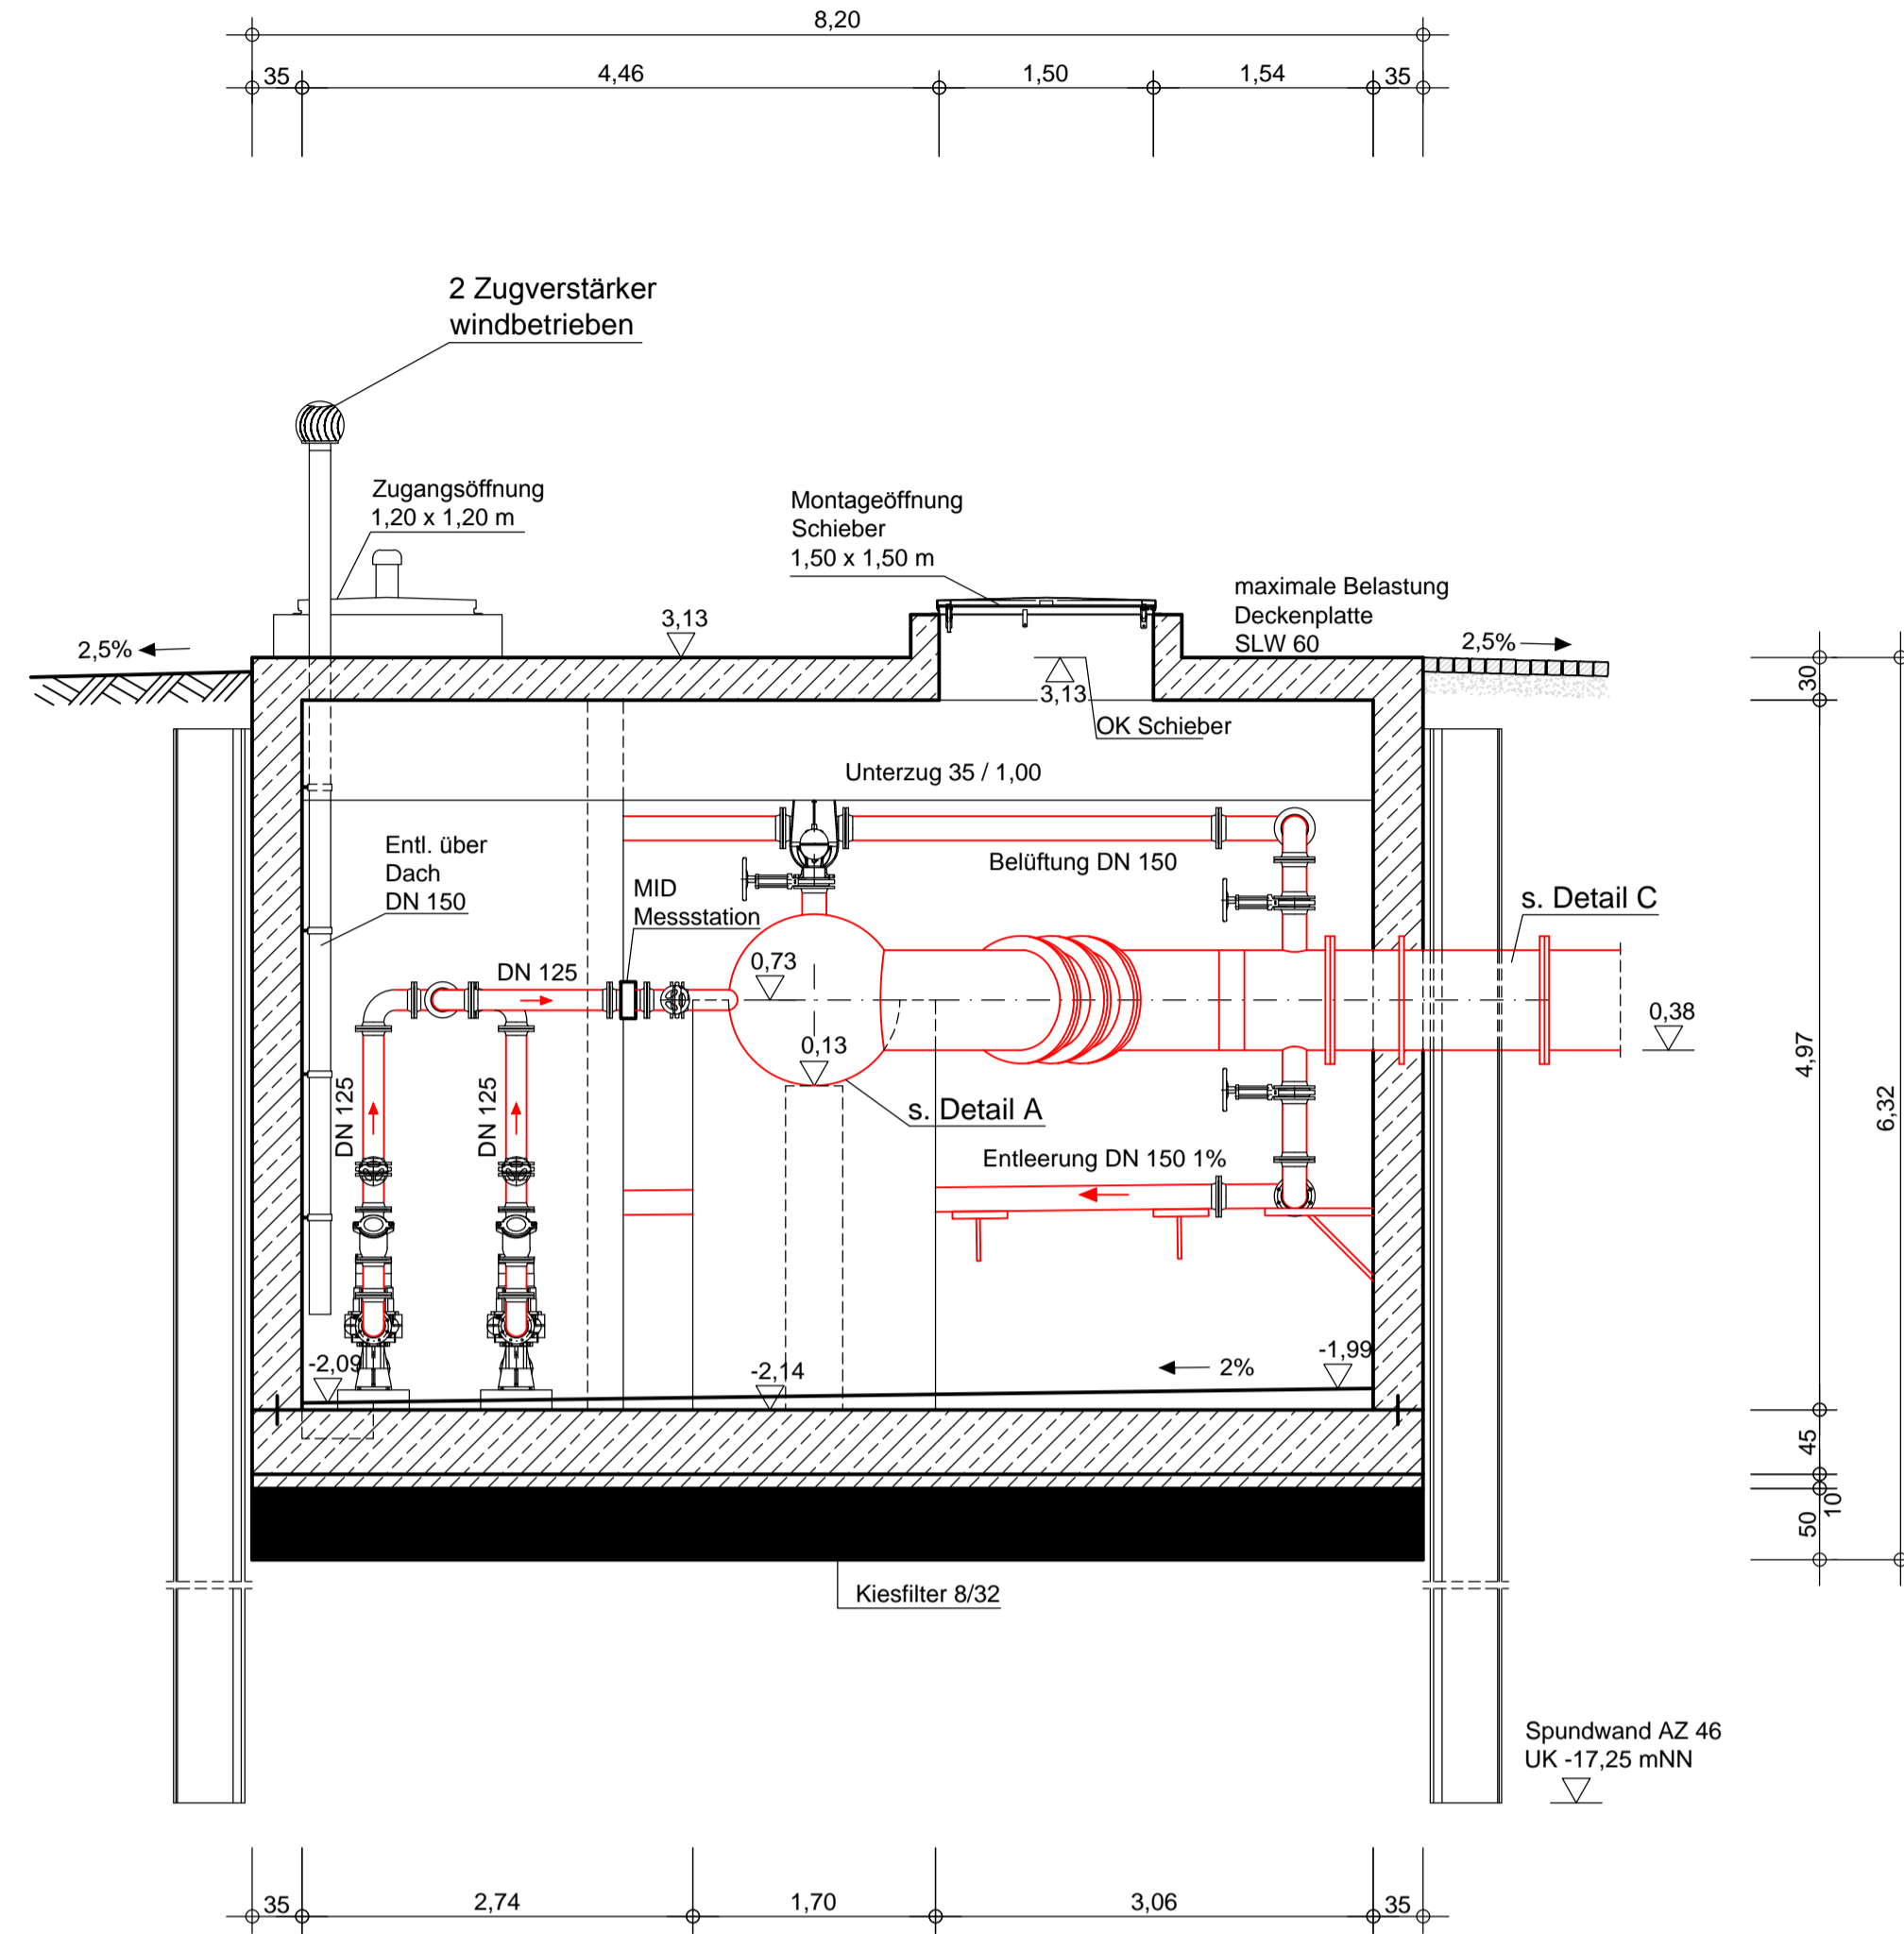 8,20
35
4,46
1,50
1,54
35
2 Zugverstärker
windbetrieben
Zugangsöffnung
1,20 x 1,20 m
Montageöffnung
Schieber
1,50 x 1,50 m
maximale Belastung
Deckenplatte
SLW 60
2,5%
3,13
2,5%
3,13
OK Schieber
30
Unterzug 35 / 1,00
Entl. über
Dach
DN 150
MID
Messstation
Belüftung DN 150
s. Detail C
DN 125
0,73
0,38
0,13
4,97
6,32
DN 125
DN 125
s. Detail A
Entleerung DN 150 1%
-2,09
-2,14
2%
-1,99
45
10
50
Kiesfilter 8/32
Spundwand AZ 46
UK -17,25 mNN
35
2,74
1,70
3,06
35